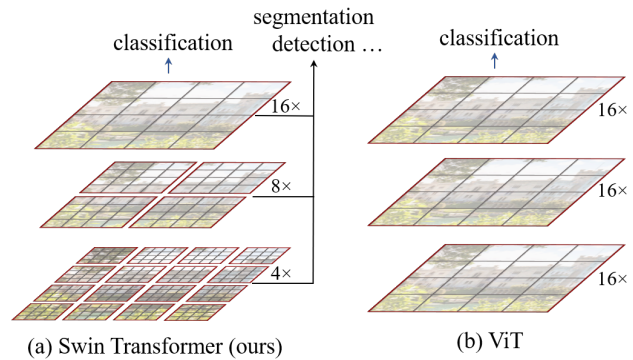 segmentation
classification
detection ...
classification
16×
16×
8×
16×
4×
16×
(a) Swin Transformer (ours)
(b) ViT